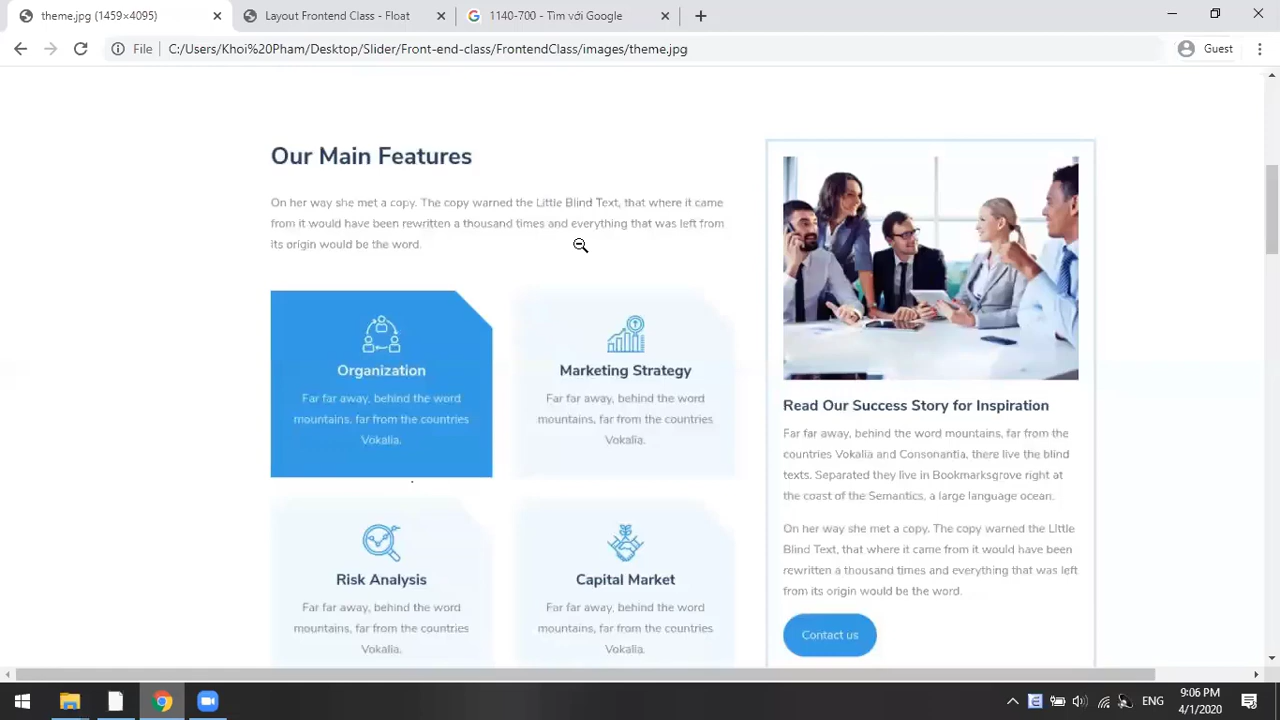 theme.jpg (1459×4095)
Layout Frontend Class - Float
1140-700 - Tìm với Google
File
C:/Users/Khoi%20Pham/Desktop/Slider/Front-end-class/FrontendClass/images/theme.jpg
Guest
Our Main Features
On her way she met a copy. The copy warned the Little Blind Text, that where it came
from it would have been rewritten a thousand times and everything that was left from
its origin would be the word.
Organization
Far far away, behind the word
mountains, far from the countries
Vokalia.
Marketing Strategy
Far far away, behind the word
mountains, far from the countries
Vokalia.
Risk Analysis
Far far away, behind the word
mountains, far from the countries
Vokalia.
Capital Market
Far far away, behind the word
mountains, far from the countries
Vokalia.
Read Our Success Story for Inspiration
Far far away, behind the word mountains, far from the
countries Vokalia and Consonantia, there live the blind
texts. Separated they live in Bookmarksgrove right at
the coast of the Semantics, a large language ocean.
On her way she met a copy. The copy warned the Little
Blind Text, that where it came from it would have been
rewritten a thousand times and everything that was left
from its origin would be the word.
Contact us
ENG
9:06 PM
4/1/2020